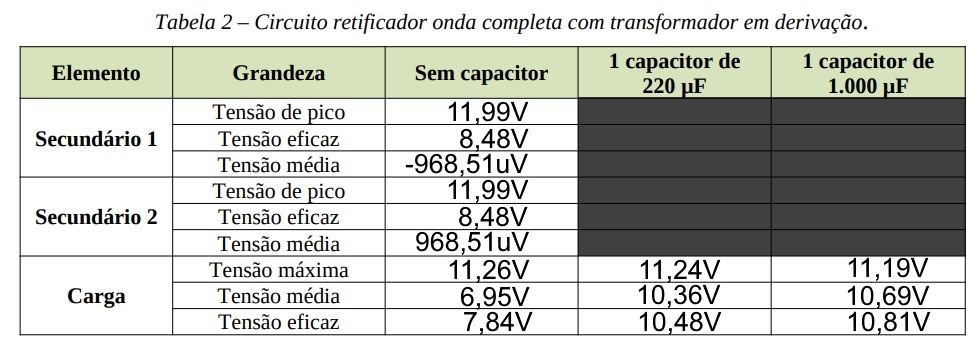 Tabela 2 – Circuito retificador onda completa com transformador em derivação.
Elemento Grandeza Sem capacitor 1 capacitor de 220 µF 1 capacitor de 1.000 µF
Secundário 1 Tensão de pico 11,99V
Tensão eficaz 8,48V
Tensão média -968,51uV
Secundário 2 Tensão de pico 11,99V
Tensão eficaz 8,48V
Tensão média 968,51uV
Carga Tensão máxima 11,26V 11,24V 11,19V
Tensão média 6,95V 10,36V 10,69V
Tensão eficaz 7,84V 10,48V 10,81V